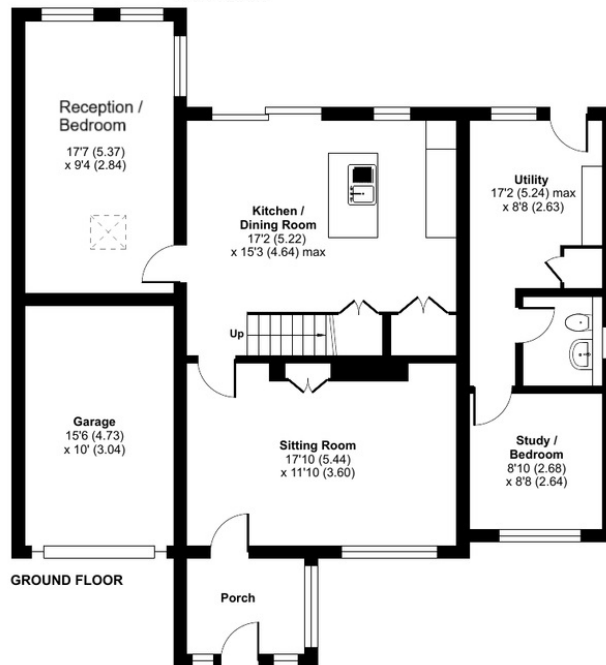 Reception /
Bedroom
17'7 (5.37)
x 9'4 (2.84)
Kitchen /
Dining Room
17'2 (5.22)
x 15'3 (4.64) max
Utility
17'2 (5.24) max
x 8'8 (2.63)
Up
Garage
15'6 (4.73)
x 10' (3.04)
Sitting Room
17'10 (5.44)
x 11'10 (3.60)
Study /
Bedroom
8'10 (2.68)
x 8'8 (2.64)
GROUND FLOOR
Porch